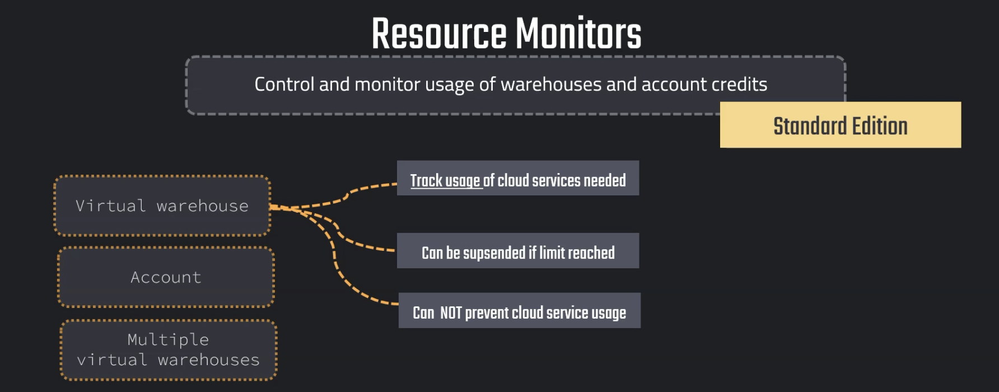 Resource Monitors
Control and monitor usage of warehouses and account credits
Standard Edition
Virtual warehouse
Track usage of cloud services needed
Can be supsended if limit reached
Account
Can NOT prevent cloud service usage
Multiple
virtual warehouses